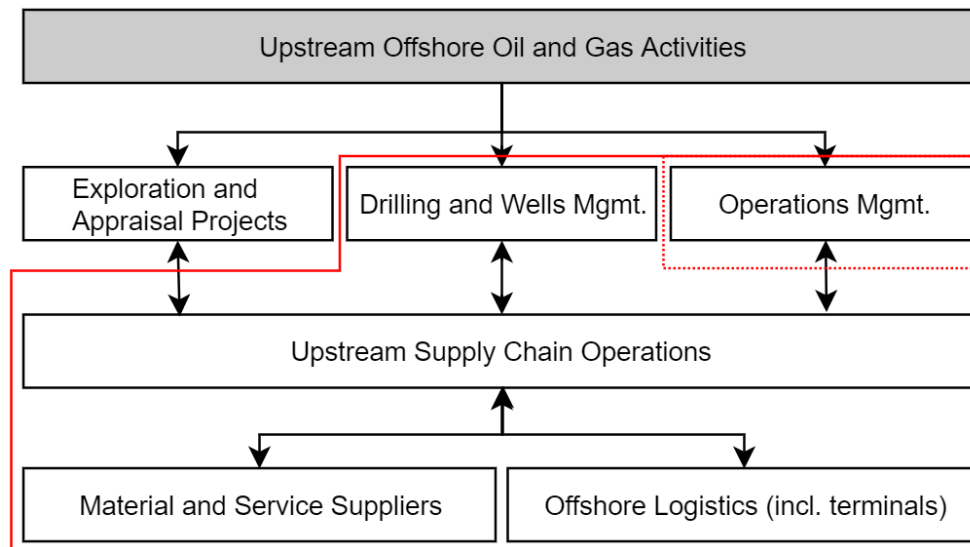 Upstream Offshore Oil and Gas Activities
Exploration and
Appraisal Projects
Drilling and Wells Mgmt.
Operations Mgmt.
Upstream Supply Chain Operations
Material and Service Suppliers
Offshore Logistics (incl. terminals)